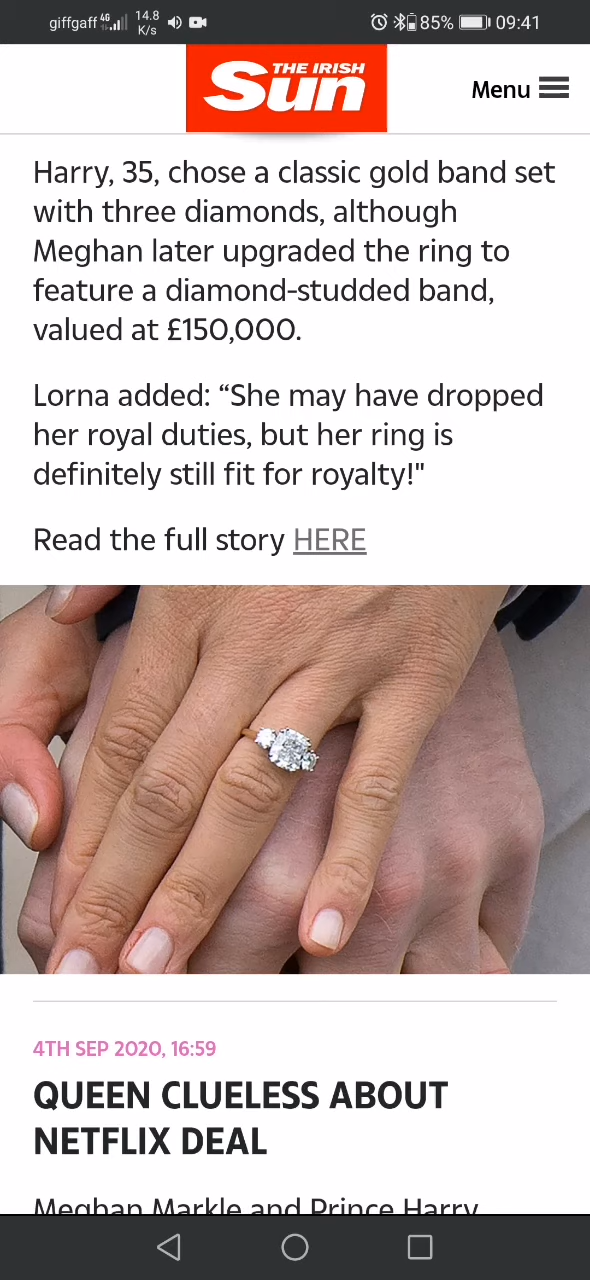 giffgaff 4G 14.8 K/s 85% 09:41
THE IRISH
Sun
Menu
Harry, 35, chose a classic gold band set
with three diamonds, although
Meghan later upgraded the ring to
feature a diamond-studded band,
valued at £150,000.
Lorna added: “She may have dropped
her royal duties, but her ring is
definitely still fit for royalty!"
Read the full story HERE
4TH SEP 2020, 16:59
QUEEN CLUELESS ABOUT
NETFLIX DEAL
Meghan Markle and Prince Harry